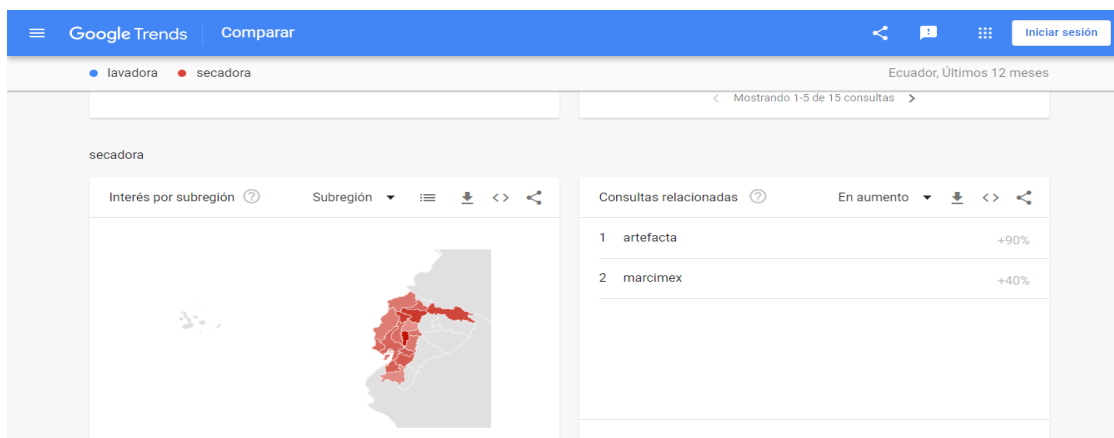 Google Trends Comparar Iniciar sesión
lavadora secadora Ecuador, Últimos 12 meses
Mostrando 1-5 de 15 consultas
secadora
Interés por subregión Subregión
Consultas relacionadas En aumento
1 artefacta +90%
2 marcimex +40%